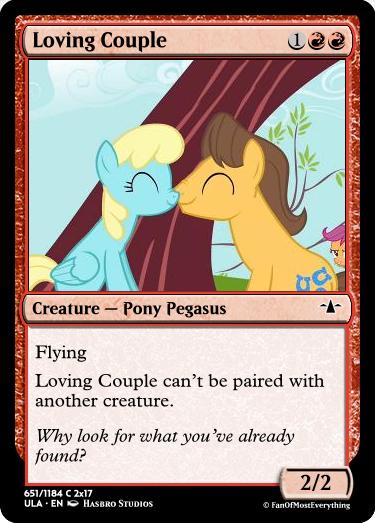 Loving Couple 1
Creature — Pony Pegasus
Flying
Loving Couple can't be paired with
another creature.
Why look for what you've already
found?
2/2
651/1184 C 2x17
ULA · EN HASBRO STUDIOS
© FanOfMostEverything